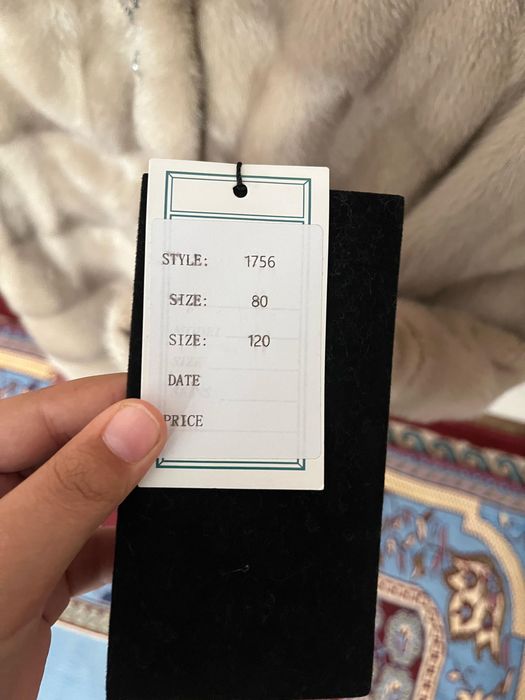 STYLE: 1756
SIZE: 80
SIZE: 120
DATE
PRICE